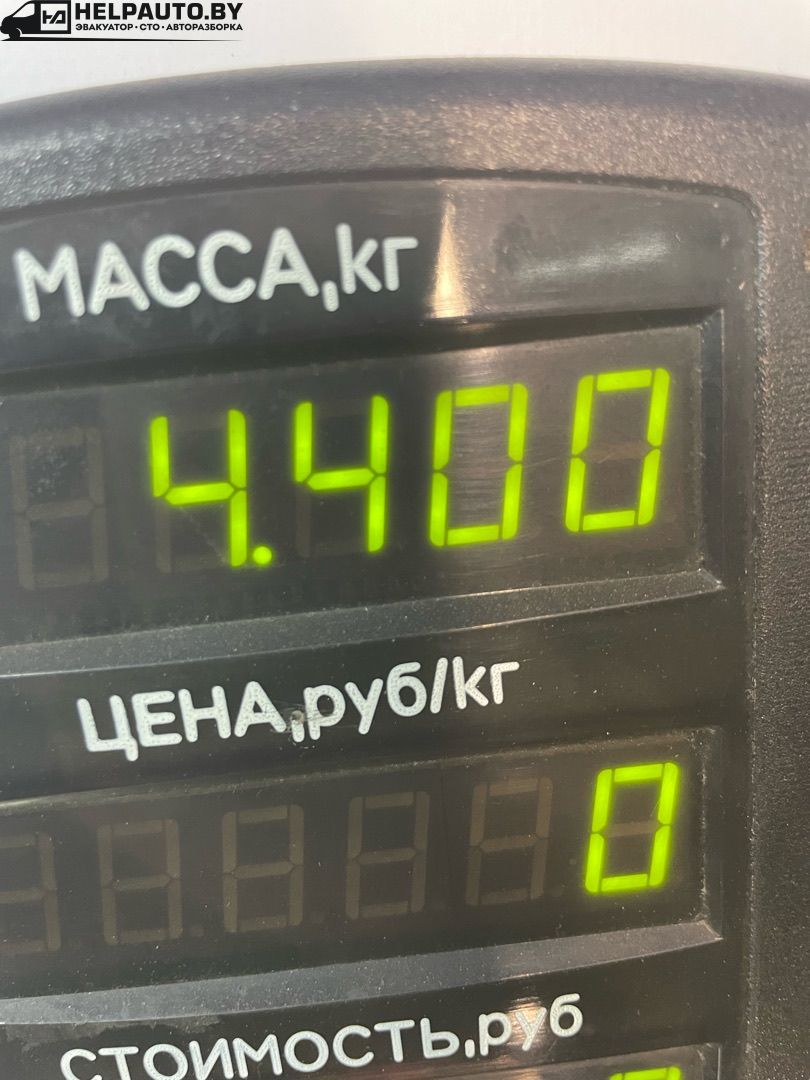 HELPAUTO.BY
ЭВАКУАТОР • СТО • АВТОРАЗБОРКА
МАССА,кг
4.400
ЦЕНА,руб/кг
0
СТОИМОСТЬ,руб